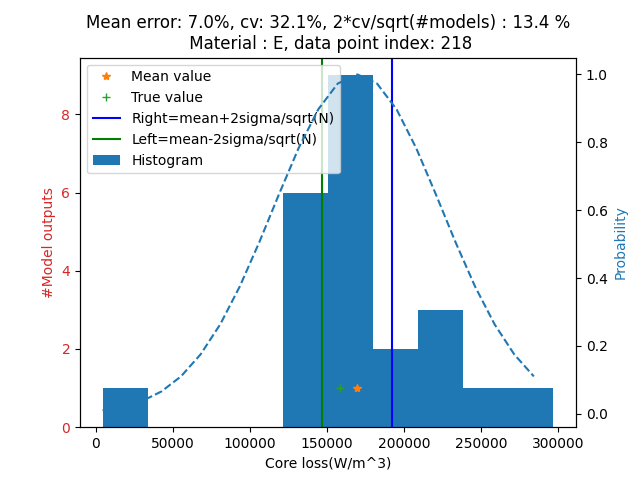 Mean error: 7.0%, cv: 32.1%, 2*cv/sqrt(#models) : 13.4 %
Material : E, data point index: 218
Mean value
True value
Right=mean+2sigma/sqrt(N)
Left=mean-2sigma/sqrt(N)
Histogram
#Model outputs
8
6
4
2
0
1.0
0.8
0.6
0.4
0.2
0.0
Probability
0 50000 100000 150000 200000 250000 300000
Core loss(W/m^3)